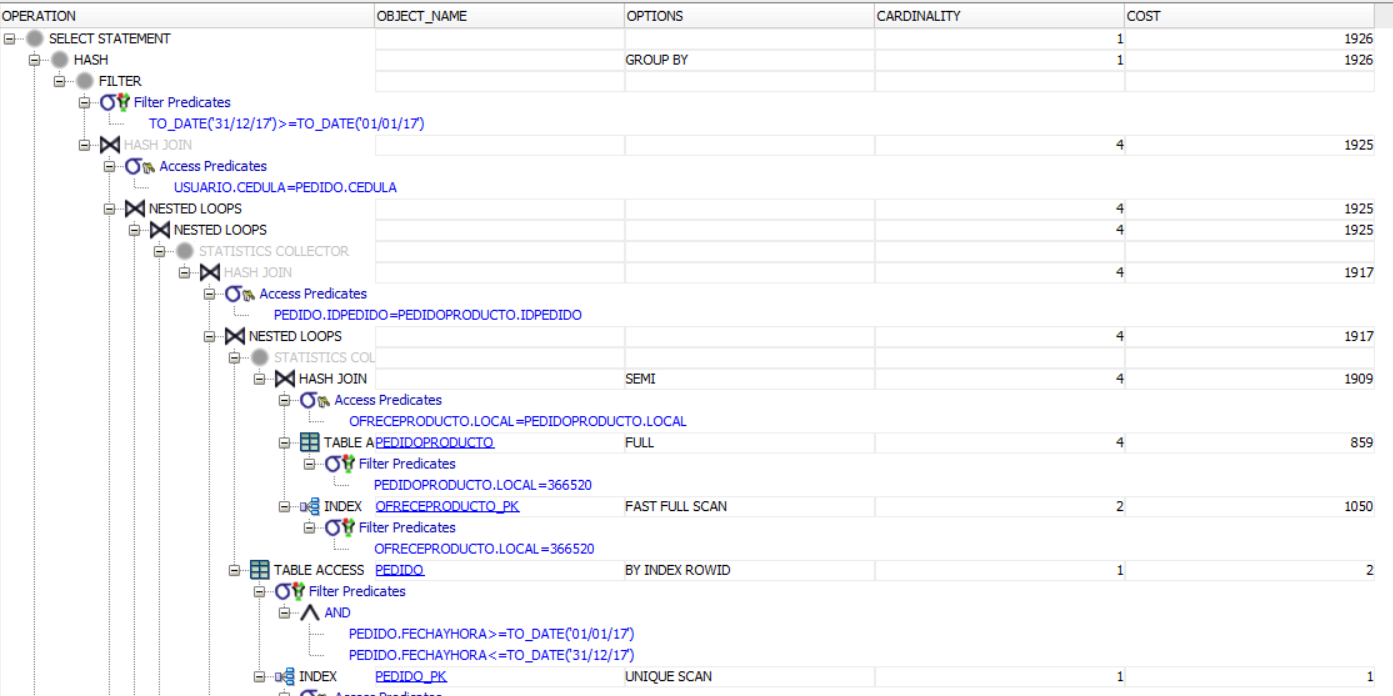 OPERATION OBJECT_NAME OPTIONS CARDINALITY COST
SELECT STATEMENT 1 1926
HASH GROUP BY 1 1926
FILTER
Filter Predicates
TO_DATE('31/12/17')>=TO_DATE('01/01/17')
HASH JOIN 4 1925
Access Predicates
USUARIO.CEDULA=PEDIDO.CEDULA
NESTED LOOPS 4 1925
NESTED LOOPS 4 1925
STATISTICS COLLECTOR
HASH JOIN 4 1917
Access Predicates
PEDIDO.IDPEDIDO=PEDIDOPRODUCTO.IDPEDIDO
NESTED LOOPS 4 1917
STATISTICS COL
HASH JOIN SEMI 4 1909
Access Predicates
OFRECEPRODUCTO.LOCAL=PEDIDOPRODUCTO.LOCAL
TABLE A PEDIDOPRODUCTO FULL 4 859
Filter Predicates
PEDIDOPRODUCTO.LOCAL=366520
INDEX OFRECEPRODUCTO_PK FAST FULL SCAN 2 1050
Filter Predicates
OFRECEPRODUCTO.LOCAL=366520
TABLE ACCESS PEDIDO BY INDEX ROWID 1 2
Filter Predicates
AND
PEDIDO.FECHAYHORA>=TO_DATE('01/01/17')
PEDIDO.FECHAYHORA<=TO_DATE('31/12/17')
INDEX PEDIDO_PK UNIQUE SCAN 1 1
Access Predicates